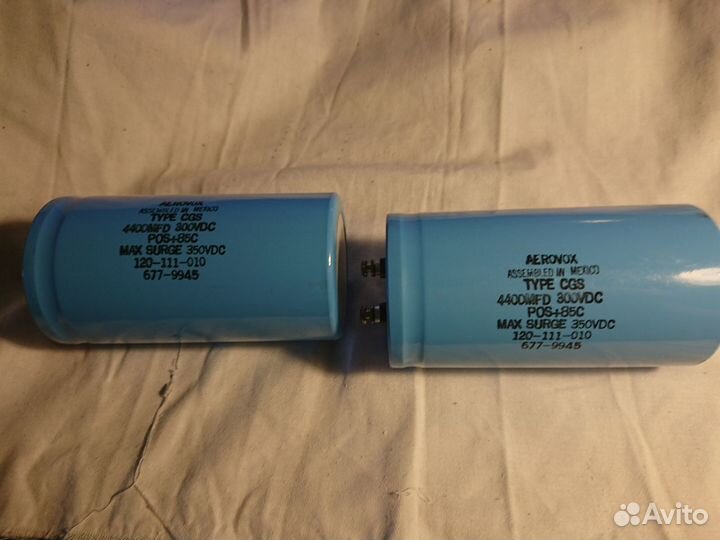 AEROVOX
ASSEMBLED IN MEXICO
TYPE CGS
4400MFD 300VDC
POS+85C
MAX SURGE 350VDC
120-111-010
677-9945
AEROVOX
ASSEMBLED IN MEXICO
TYPE CGS
4400MFD 300VDC
POS+85C
MAX SURGE 350VDC
120-111-010
677-9945
Avito